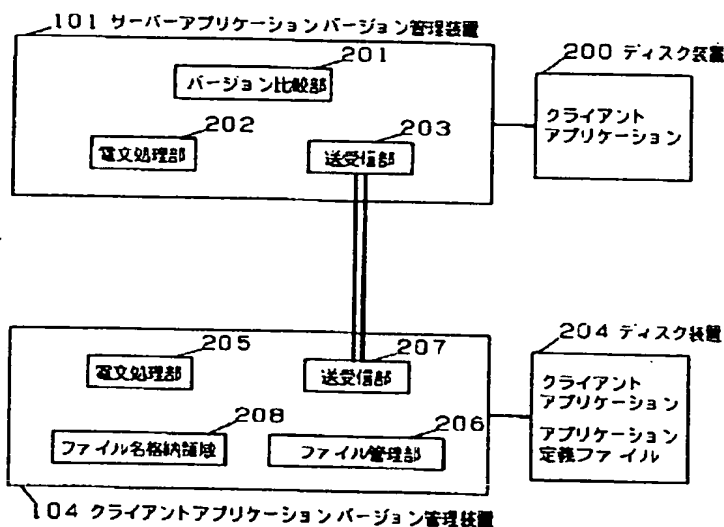 101 サーバーアプリケーションバージョン管理装置
201
バージョン比較部
202
電文処理部
203
送受信部
200 ディスク装置
クライアント
アプリケーション
205
電文処理部
207
送受信部
208
ファイル名格納領域
206
ファイル管理部
204 ディスク装置
クライアント
アプリケーション
アプリケーション
定義ファイル
104 クライアントアプリケーションバージョン管理装置